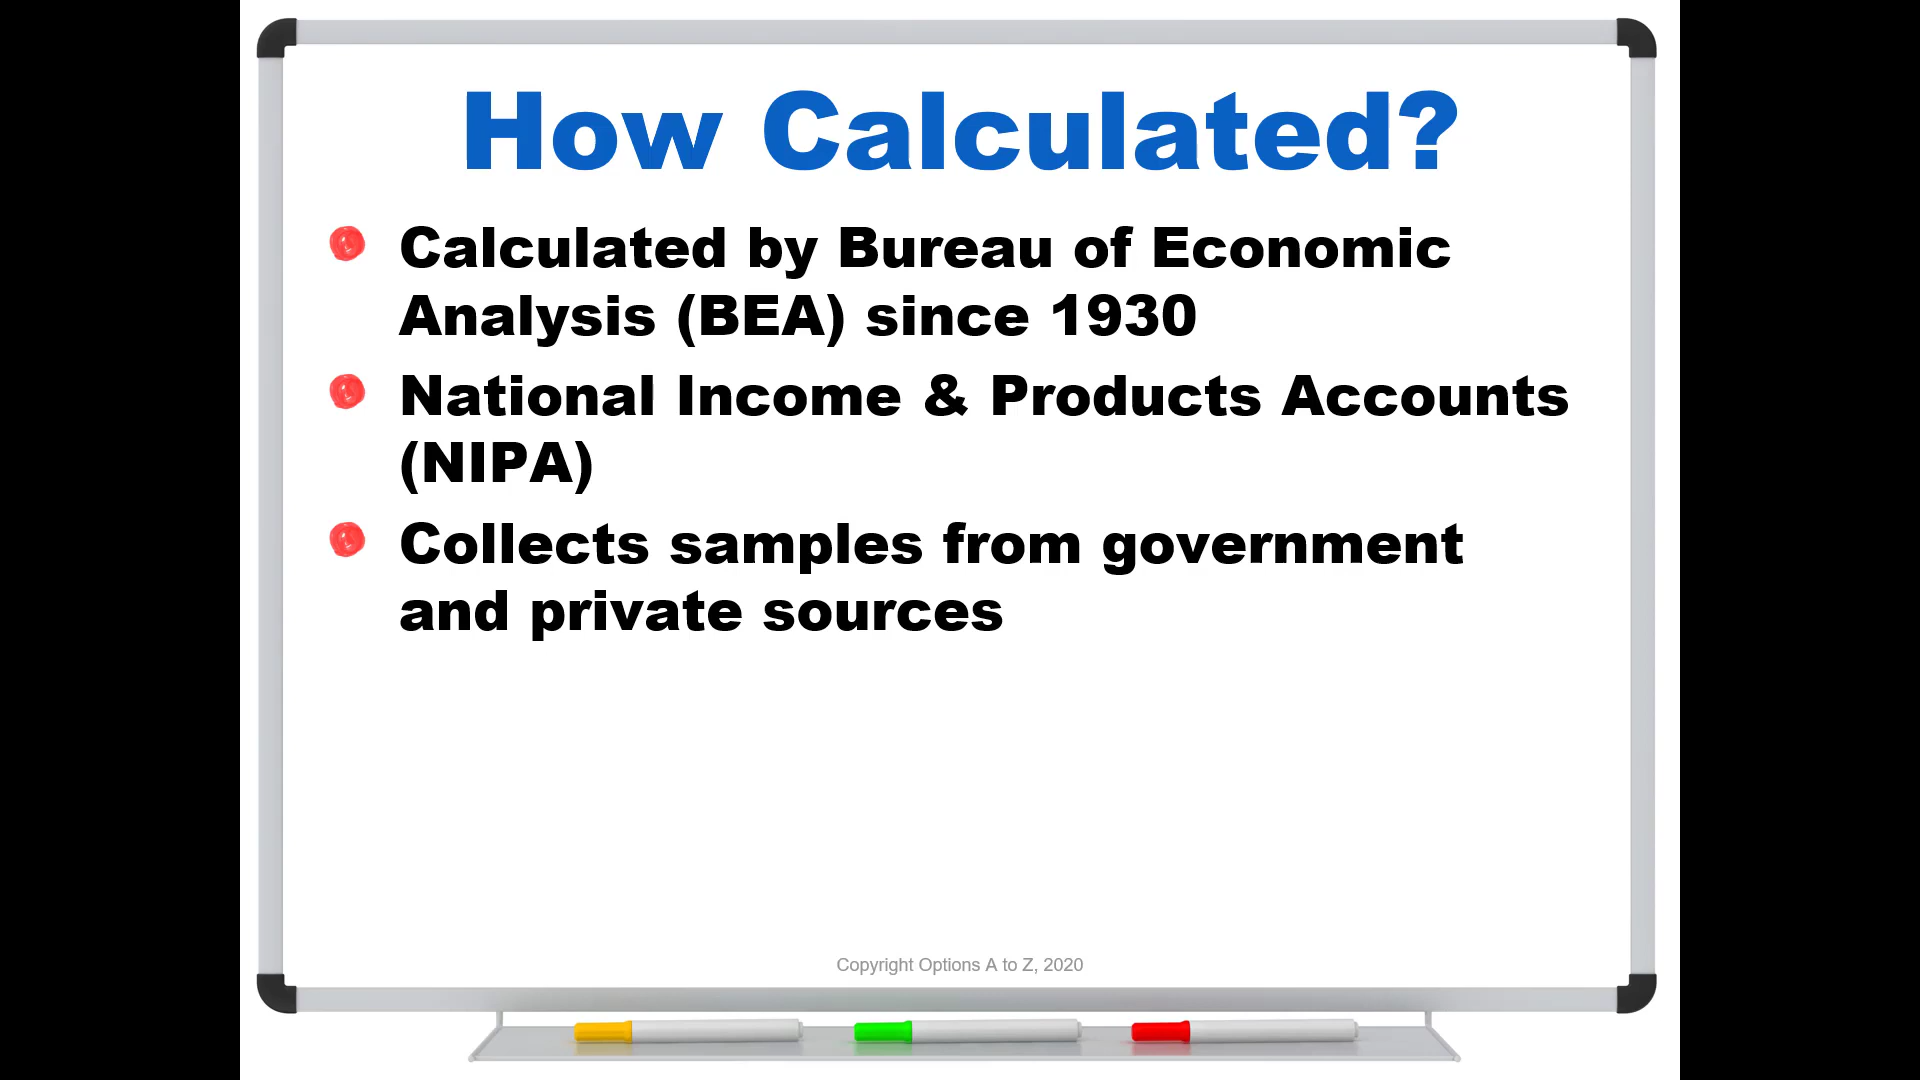 How Calculated?
Calculated by Bureau of Economic
Analysis (BEA) since 1930
National Income & Products Accounts
(NIPA)
Collects samples from government
and private sources
Copyright Options A to Z, 2020